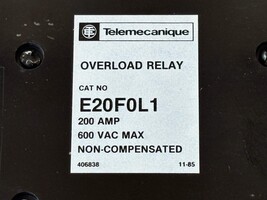 Telemecanique
OVERLOAD RELAY
CAT NO
E20F0L1
200 AMP
600 VAC MAX
NON-COMPENSATED
406838 11-85